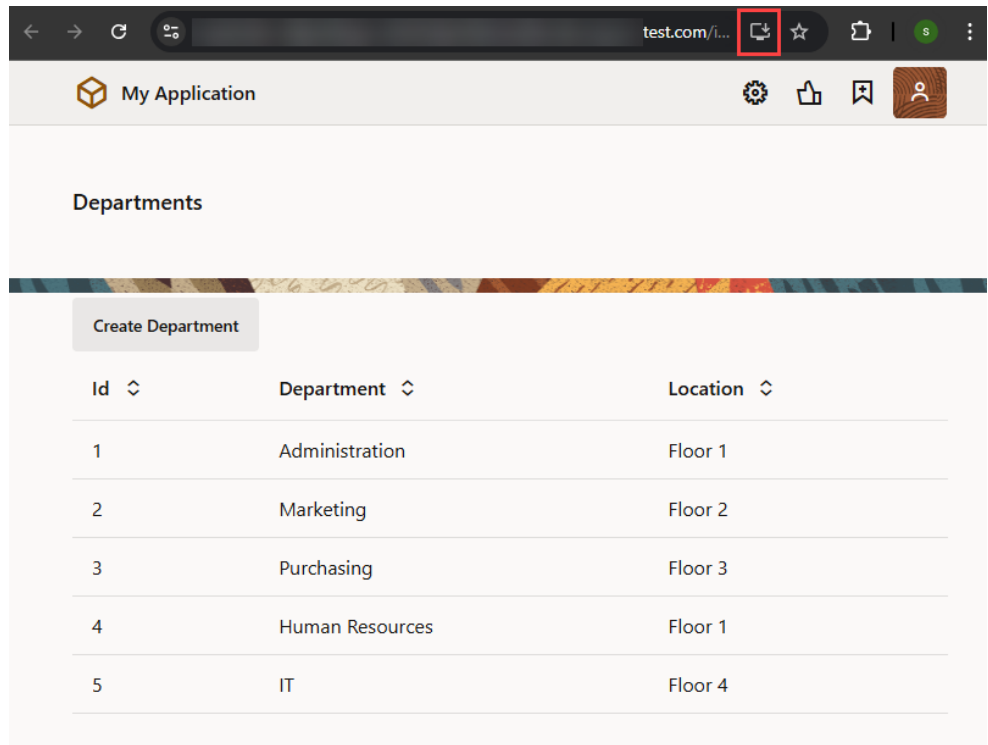 test.com/i...
s
My Application
Departments
Create Department
Id Department Location
1 Administration Floor 1
2 Marketing Floor 2
3 Purchasing Floor 3
4 Human Resources Floor 1
5 IT Floor 4